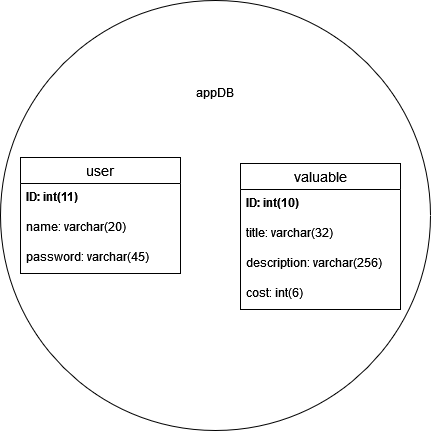 appDB
user
ID: int(11)
name: varchar(20)
password: varchar(45)
valuable
ID: int(10)
title: varchar(32)
description: varchar(256)
cost: int(6)